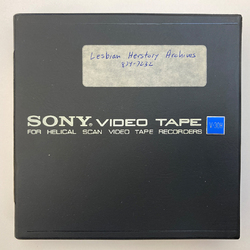 Lesbian Herstory Archives
SONY® VIDEO TAPE
FOR HELICAL SCAN VIDEO TAPE RECORDERS